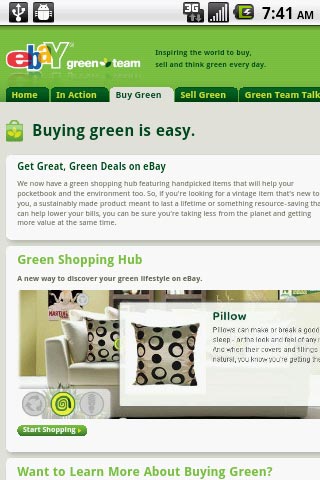 3G
7:41 AM
ebaY green team
Inspiring the world to buy,
sell and think green every day.
Home In Action Buy Green Sell Green Green Team Talk
Buying green is easy.
Get Great, Green Deals on eBay
We now have a green shopping hub featuring handpicked items that will help your
pocketbook and the environment too. So, if you're looking for a vintage item that's new to
you, a sustainably made product meant to last a lifetime or something resource-saving tha
can help lower your bills, you can be sure you're taking less from the planet and getting
more value at the same time.
Green Shopping Hub
A new way to discover your green lifestyle on eBay.
Pillow
Pillows can make or break a good
sleep - or the look and feel of any
And when their covers and fillings
natural, you know you're getting th
Start Shopping
Want to Learn More About Buying Green?